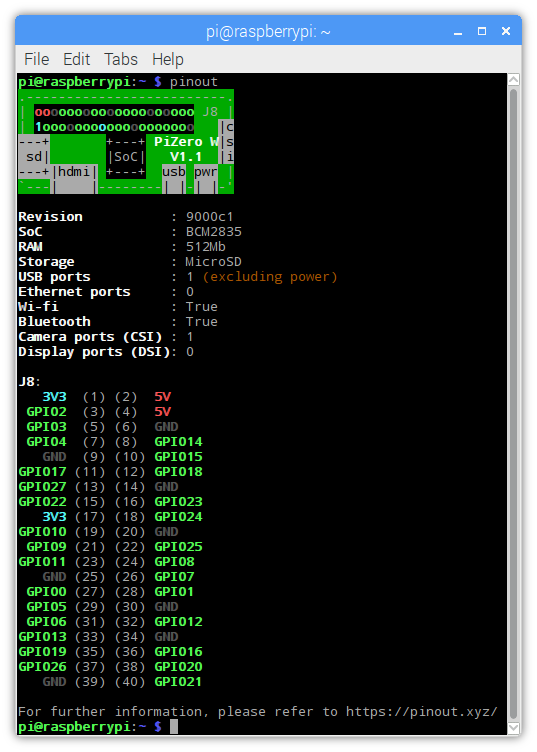 pi@raspberrypi: ~
File Edit Tabs Help
pi@raspberrypi:~ $ pinout
.-------------------------.
| oooooooooooooooooooo J8 |
| 1ooooooooooooooooooo   |c
---+       +---+ PiZero W|s
 sd|       |SoC|   V1.1  |i
---+|hdmi| +---+  usb pwr |
`---|    |--------| |-| |-'
Revision           : 9000c1
SoC                : BCM2835
RAM                : 512Mb
Storage            : MicroSD
USB ports          : 1 (excluding power)
Ethernet ports     : 0
Wi-fi              : True
Bluetooth          : True
Camera ports (CSI) : 1
Display ports (DSI): 0
J8:
   3V3  (1) (2)  5V
 GPIO2  (3) (4)  5V
 GPIO3  (5) (6)  GND
 GPIO4  (7) (8)  GPIO14
   GND  (9) (10) GPIO15
GPIO17 (11) (12) GPIO18
GPIO27 (13) (14) GND
GPIO22 (15) (16) GPIO23
   3V3 (17) (18) GPIO24
GPIO10 (19) (20) GND
 GPIO9 (21) (22) GPIO25
GPIO11 (23) (24) GPIO8
   GND (25) (26) GPIO7
 GPIO0 (27) (28) GPIO1
 GPIO5 (29) (30) GND
 GPIO6 (31) (32) GPIO12
GPIO13 (33) (34) GND
GPIO19 (35) (36) GPIO16
GPIO26 (37) (38) GPIO20
   GND (39) (40) GPIO21
For further information, please refer to https://pinout.xyz/
pi@raspberrypi:~ $